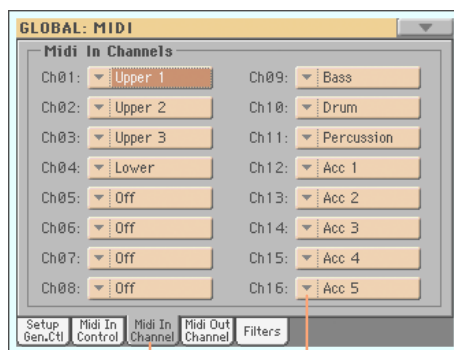 GLOBAL: MIDI
Midi In Channels
Ch01: Upper 1
Ch02: Upper 2
Ch03: Upper 3
Ch04: Lower
Ch05: Off
Ch06: Off
Ch07: Off
Ch08: Off
Ch09: Bass
Ch10: Drum
Ch11: Percussion
Ch12: Acc 1
Ch13: Acc 2
Ch14: Acc 3
Ch15: Acc 4
Ch16: Acc 5
Setup
Gen.Ctl
Midi In
Control
Midi In
Channel
Midi Out
Channel
Filters